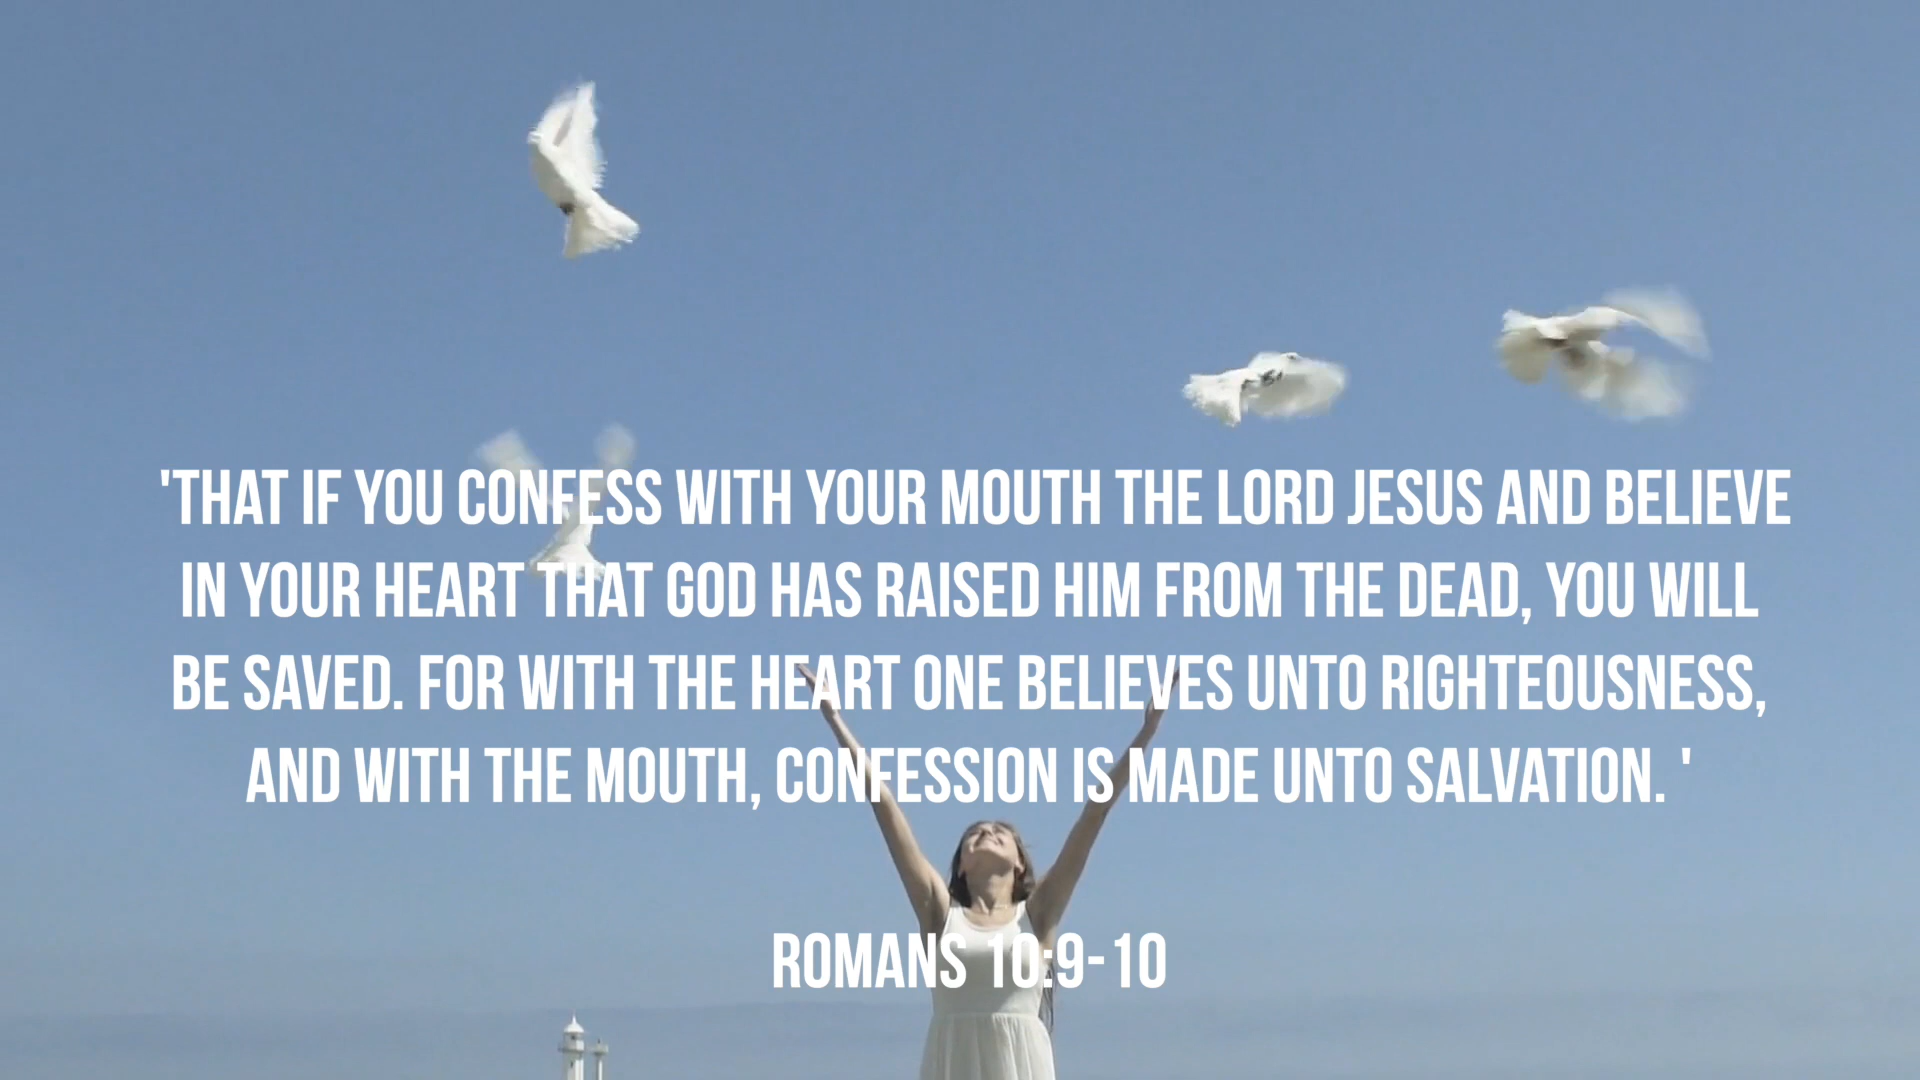 'THAT IF YOU CONFESS WITH YOUR MOUTH THE LORD JESUS AND BELIEVE
IN YOUR HEART THAT GOD HAS RAISED HIM FROM THE DEAD, YOU WILL
BE SAVED. FOR WITH THE HEART ONE BELIEVES UNTO RIGHTEOUSNESS,
AND WITH THE MOUTH, CONFESSION IS MADE UNTO SALVATION. '
ROMANS 10:9-10